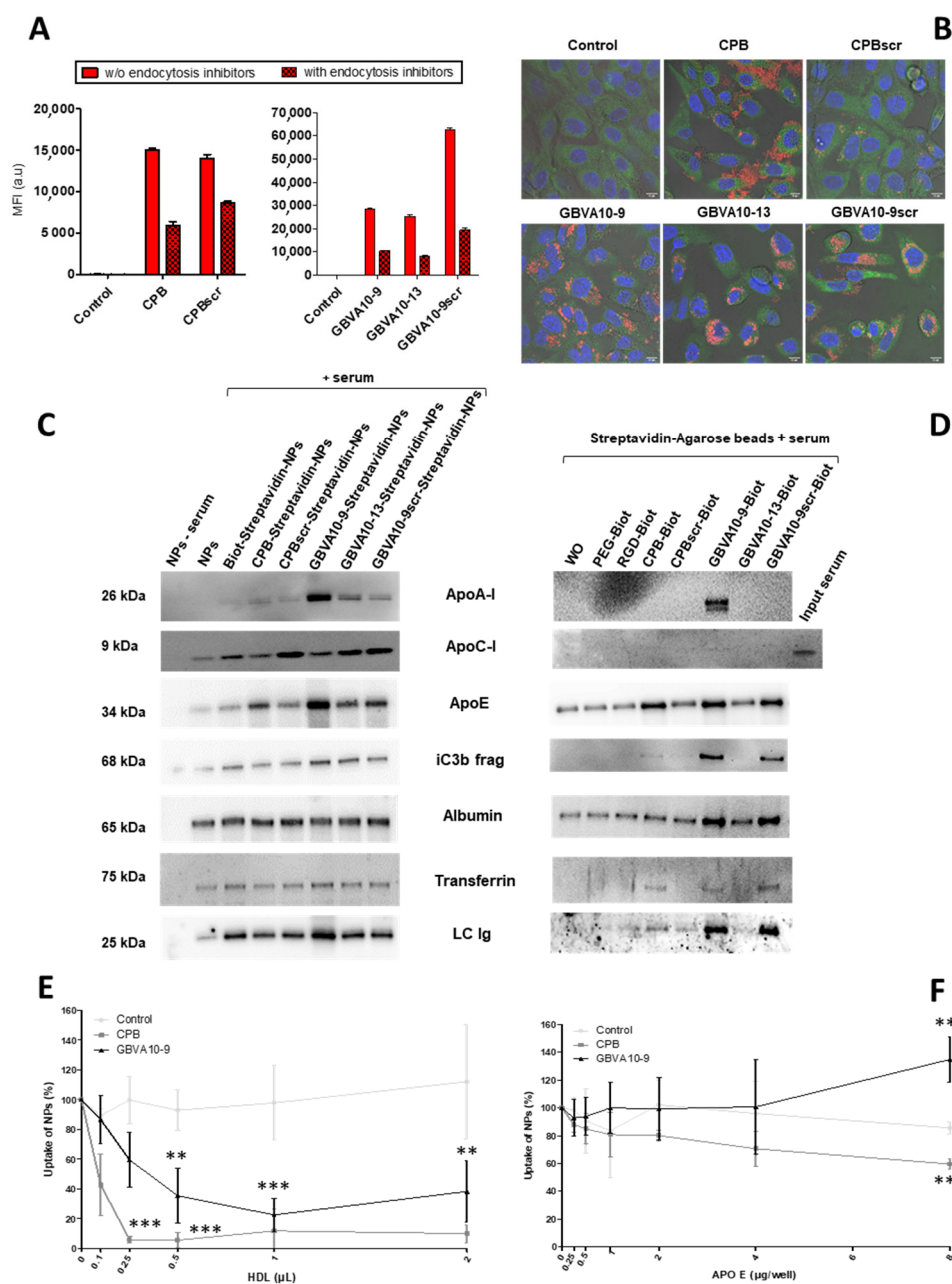 A
w/o endocytosis inhibitors
with endocytosis inhibitors
MFI (a.u)
20,000
15,000
10,000
5,000
0
Control
CPB
CPBscr
70,000
60,000
50,000
40,000
30,000
20,000
10,000
0
Control
GBVA10-9
GBVA10-13
GBVA10-9scr
B
Control
CPB
CPBscr
GBVA10-9
GBVA10-13
GBVA10-9scr
C
+ serum
NPs - serum
NPs
Biot-Streptavidin-NPs
CPB-Streptavidin-NPs
CPBscr-Streptavidin-NPs
GBVA10-9-Streptavidin-NPs
GBVA10-13-Streptavidin-NPs
GBVA10-9scr-Streptavidin-NPs
D
Streptavidin-Agarose beads + serum
WO
PEG-Biot
RGD-Biot
CPB-Biot
CPBscr-Biot
GBVA10-9-Biot
GBVA10-13-Biot
GBVA10-9scr-Biot
Input serum
26 kDa
ApoA-I
9 kDa
ApoC-I
34 kDa
ApoE
68 kDa
iC3b frag
65 kDa
Albumin
75 kDa
Transferrin
25 kDa
LC Ig
E
Control
CPB
GBVA10-9
Uptake of NPs (%)
160
140
120
100
80
60
40
20
0
**
***
**
***
***
0
0.1
0.25
0.5
1
2
HDL (µL)
F
Control
CPB
GBVA10-9
Uptake of NPs (%)
160
140
120
100
80
60
40
20
0
**
**
0
0.25
0.5
1
2
4
6
8
APO E (µg/well)